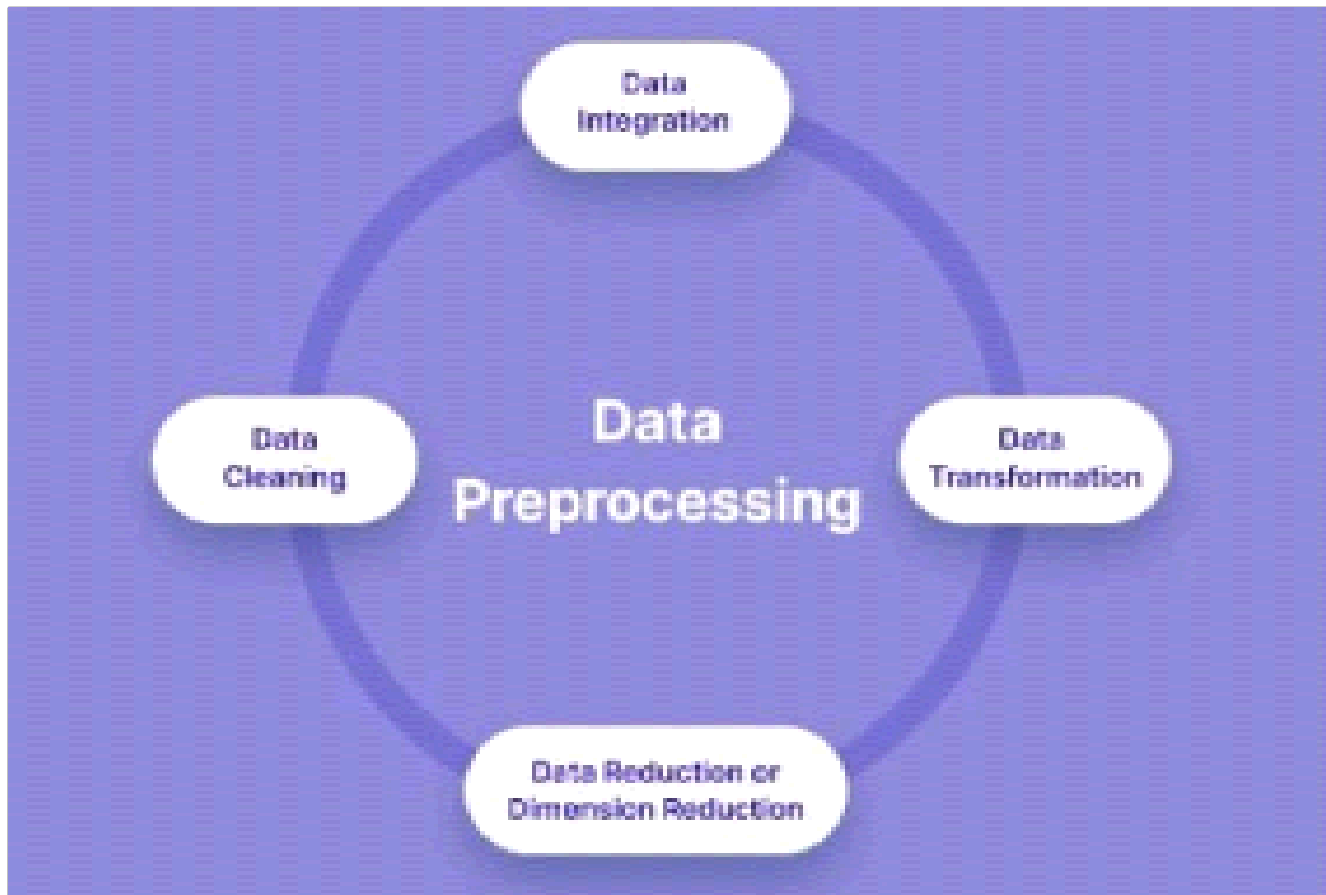 Data
Integration
Data
Cleaning
Data
Preprocessing
Data
Transformation
Data Reduction or
Dimension Reduction